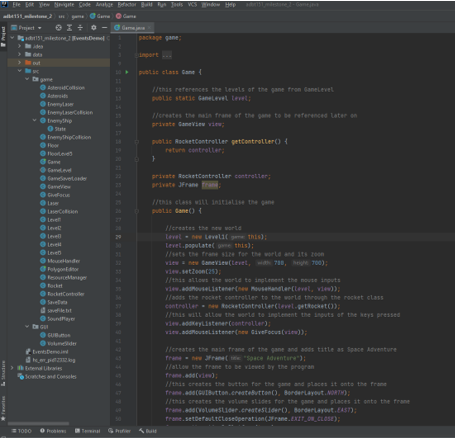 File Edit View Navigate Code Analyze Refactor Build Run Tools VCS Window Help adbt151_milestone_2 - Game.java
adbt151_milestone_2 src game Game Game
Project
Game.java
adbt151_milestone_2 [EventsDemo]
.idea
data
out
src
game
AsteroidCollision
Asteroids
EnemyLaser
EnemyLaserCollision
EnemyShip
State
EnemyShipCollision
Floor
FloorLevel5
Game
GameLevel
GameSaveLoader
GameView
GiveFocus
Laser
LaserCollision
Level1
Level2
Level3
Level4
Level5
MouseHandler
PolygonEditor
ResourceManager
Rocket
RocketController
SaveData
saveFile.txt
SoundPlayer
GUI
GUIButton
VolumeSlider
EventsDemo.iml
External Libraries
Scratches and Consoles
package game;
import ...
public class Game {
//this references the levels of the game from GameLevel
public static GameLevel level;
//creates the main frame of the game to be referenced later on
private GameView view;
public RocketController getController() {
return controller;
}
private RocketController controller;
private JFrame frame;
//this class will initialise the game
public Game() {
//creates the new world
level = new Level1( game: this);
level.populate( game: this);
//sets the frame size for the world and its zoom
view = new GameView(level, width: 700, height: 700);
view.setZoom(25);
//this allows the world to implement the mouse inputs
view.addMouseListener(new MouseHandler(level, view));
//adds the rocket controller to the world through the rocket class
controller = new RocketController(level.getRocket());
//this will allow the world to implement the inputs of the keys pressed
view.addKeyListener(controller);
view.addMouseListener(new GiveFocus(view));
//creates the main frame of the game and adds title as Space Adventure
frame = new JFrame( title: "Space Adventure");
//allow the frame to be viewed by the program
frame.add(view);
//this creates the button for the game and places it onto the frame
frame.add(GUIButton.createButton(), BorderLayout.NORTH);
//this creates the volume slides for the game and places it onto the frame
frame.add(VolumeSlider.createSlider(), BorderLayout.EAST);
frame.setDefaultCloseOperation(JFrame.EXIT_ON_CLOSE);
Structure
Favorites
TODO Problems Terminal Profiler Build